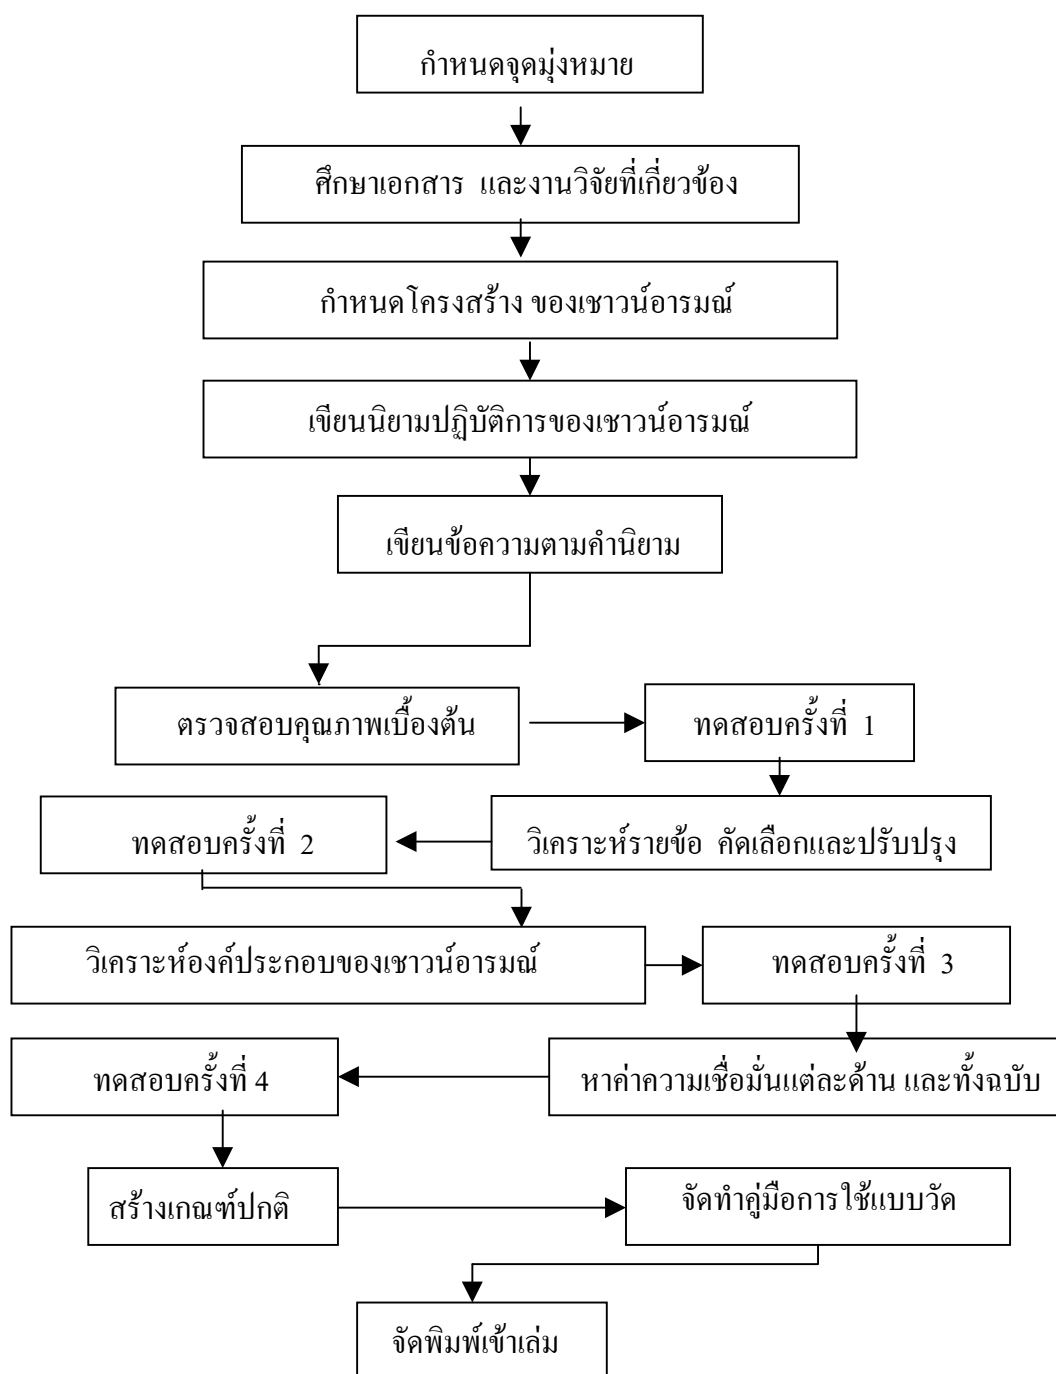 กำหนดจุดมุ่งหมาย
ศึกษาเอกสาร และงานวิจัยที่เกี่ยวข้อง
กำหนดโครงสร้าง ของเชาวน์อารมณ์
เขียนนิยามปฏิบัติการของเชาวน์อารมณ์
เขียนข้อความตามคำนิยาม
ตรวจสอบคุณภาพเบื้องต้น
ทดสอบครั้งที่ 1
วิเคราะห์รายข้อ คัดเลือกและปรับปรุง
ทดสอบครั้งที่ 2
วิเคราะห์องค์ประกอบของเชาวน์อารมณ์
ทดสอบครั้งที่ 3
หาค่าความเชื่อมั่นแต่ละด้าน และทั้งฉบับ
ทดสอบครั้งที่ 4
สร้างเกณฑ์ปกติ
จัดทำคู่มือการใช้แบบวัด
จัดพิมพ์เข้าเล่ม